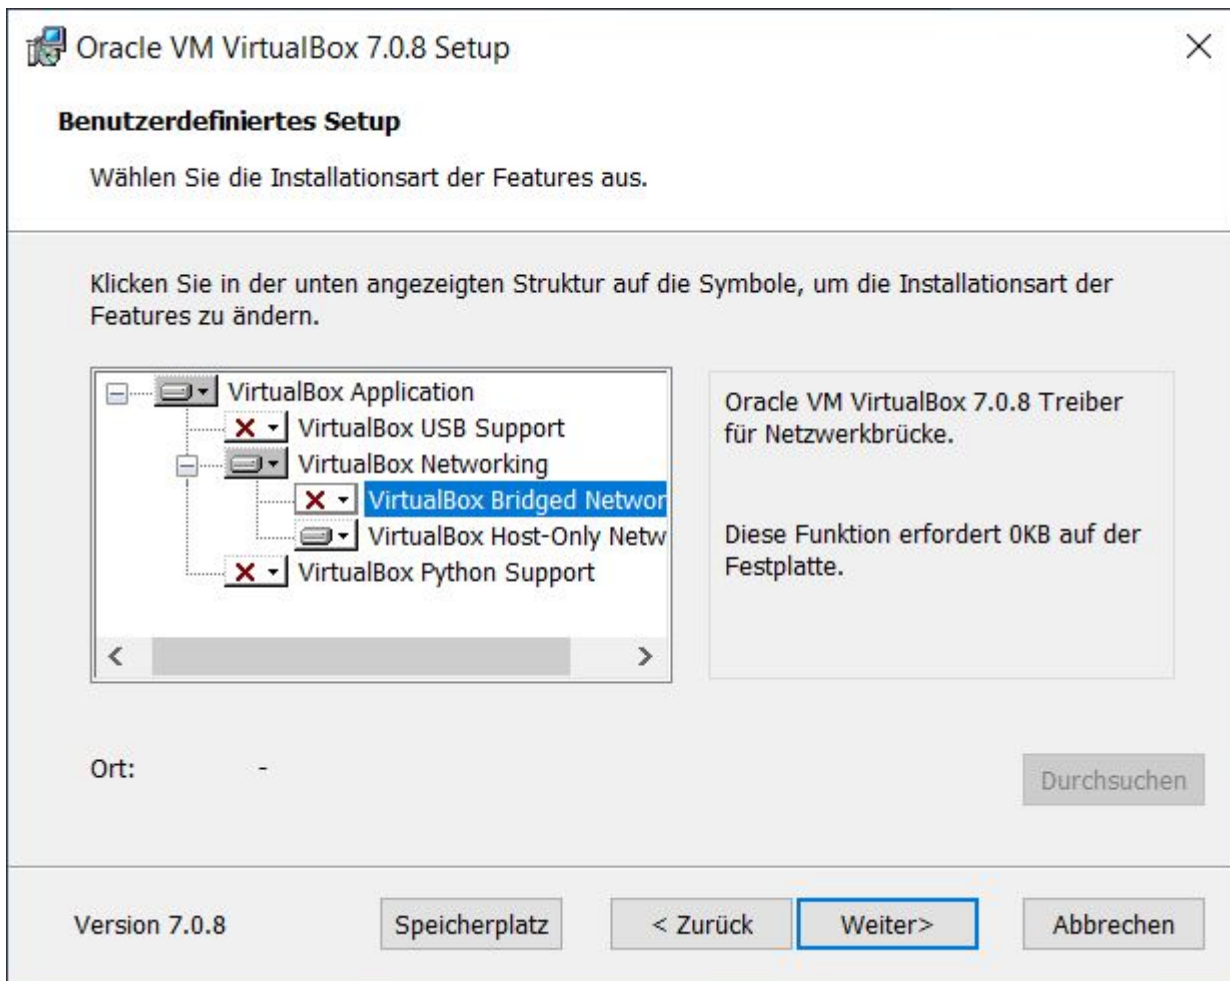 Oracle VM VirtualBox 7.0.8 Setup
Benutzerdefiniertes Setup
Wählen Sie die Installationsart der Features aus.
Klicken Sie in der unten angezeigten Struktur auf die Symbole, um die Installationsart der
Features zu ändern.
VirtualBox Application
VirtualBox USB Support
VirtualBox Networking
VirtualBox Bridged Networ
VirtualBox Host-Only Netw
VirtualBox Python Support
Oracle VM VirtualBox 7.0.8 Treiber
für Netzwerkbrücke.
Diese Funktion erfordert 0KB auf der
Festplatte.
Ort: -
Durchsuchen
Version 7.0.8
Speicherplatz
< Zurück
Weiter>
Abbrechen